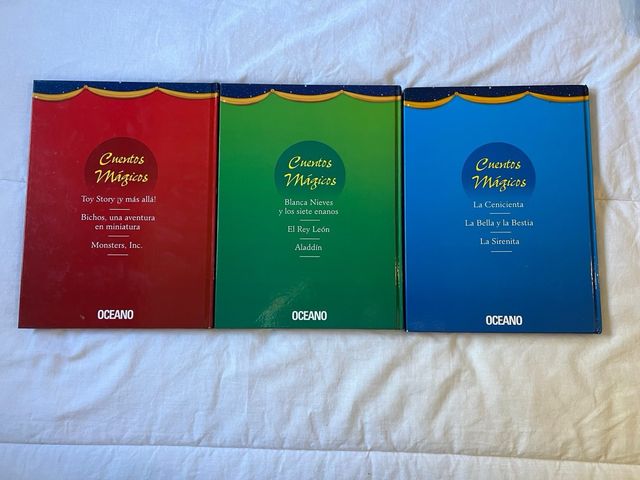 Cuentos
Mágicos
Toy Story ¡y más allá!
Bichos, una aventura
en miniatura
Monsters, Inc.
OCEANO
Cuentos
Mágicos
Blanca Nieves
y los siete enanos
El Rey León
Aladdín
OCEANO
Cuentos
Mágicos
La Cenicienta
La Bella y la Bestia
La Sirenita
OCEANO